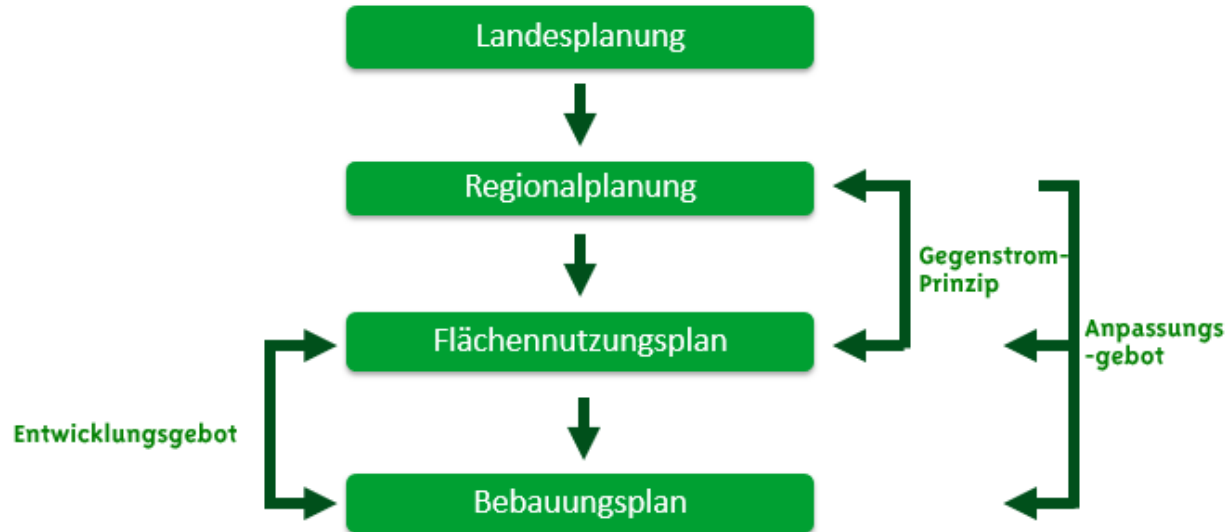 Landesplanung
Regionalplanung
Gegenstrom-
Prinzip
Flächennutzungsplan
Anpassungs
-gebot
Entwicklungsgebot
Bebauungsplan